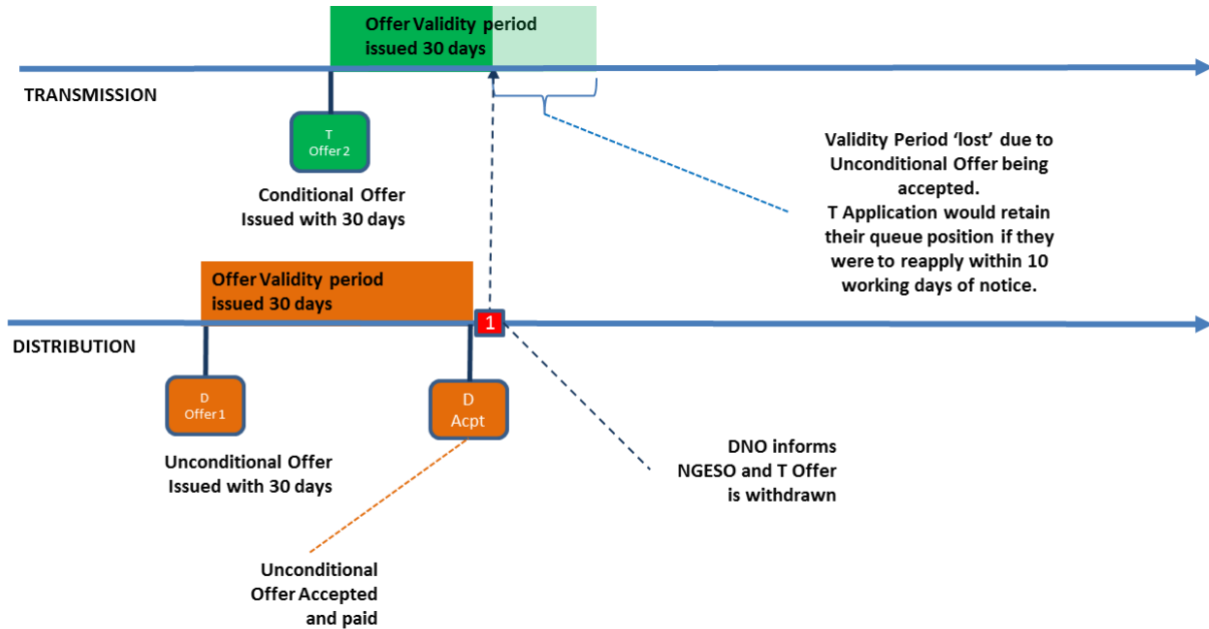 Offer Validity period
issued 30 days
TRANSMISSION
T
Offer 2
Conditional Offer
Issued with 30 days
Validity Period ‘lost’ due to
Unconditional Offer being
accepted.
T Application would retain
their queue position if they
were to reapply within 10
working days of notice.
Offer Validity period
issued 30 days
1
DISTRIBUTION
D
Offer 1
D
Acpt
Unconditional Offer
Issued with 30 days
DNO informs
NGESO and T Offer
is withdrawn
Unconditional
Offer Accepted
and paid